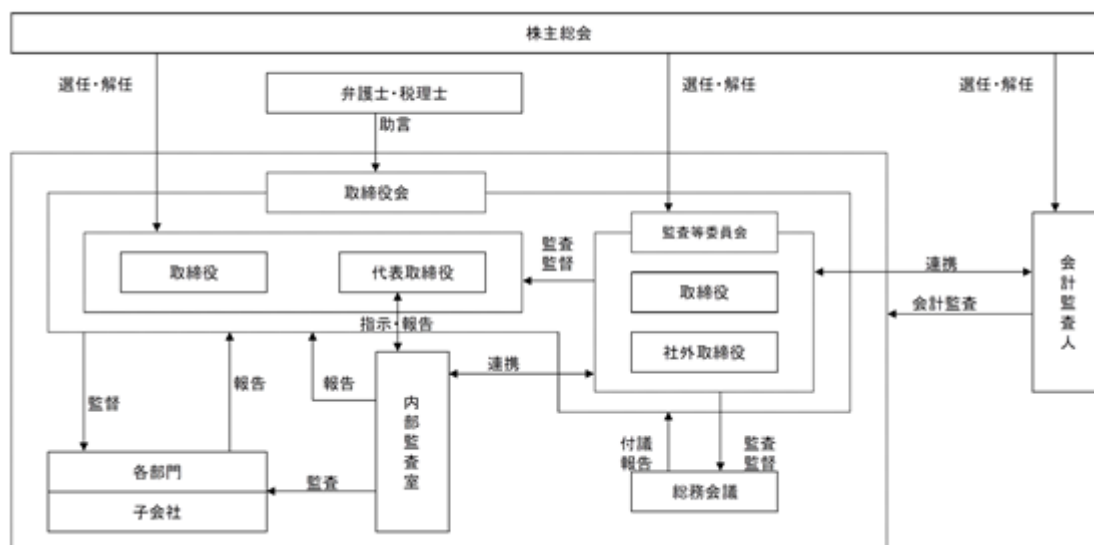 株主総会
選任・解任
選任・解任
選任・解任
弁護士・税理士
助言
取締役会
監査等委員会
取締役
代表取締役
監査
監督
取締役
社外取締役
連携
会計監査
会計監査人
指示・報告
連携
監督
報告
報告
内部監査室
付議
報告
監査
監督
各部門
子会社
監査
総務会議